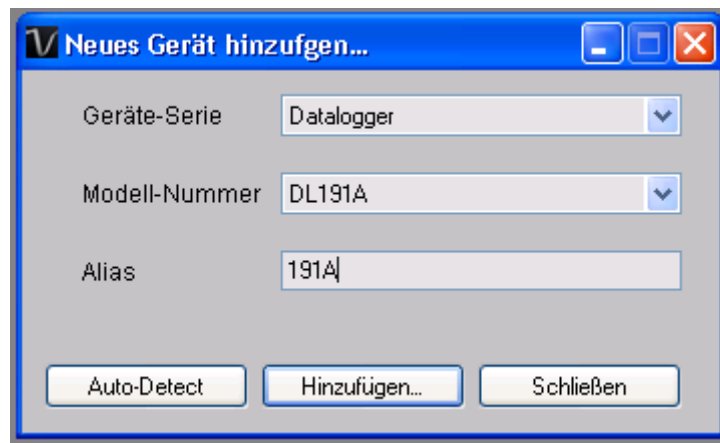 Neues Gerät hinzufgen...
Geräte-Serie Datalogger
Modell-Nummer DL191A
Alias 191A
Auto-Detect Hinzufügen... Schließen